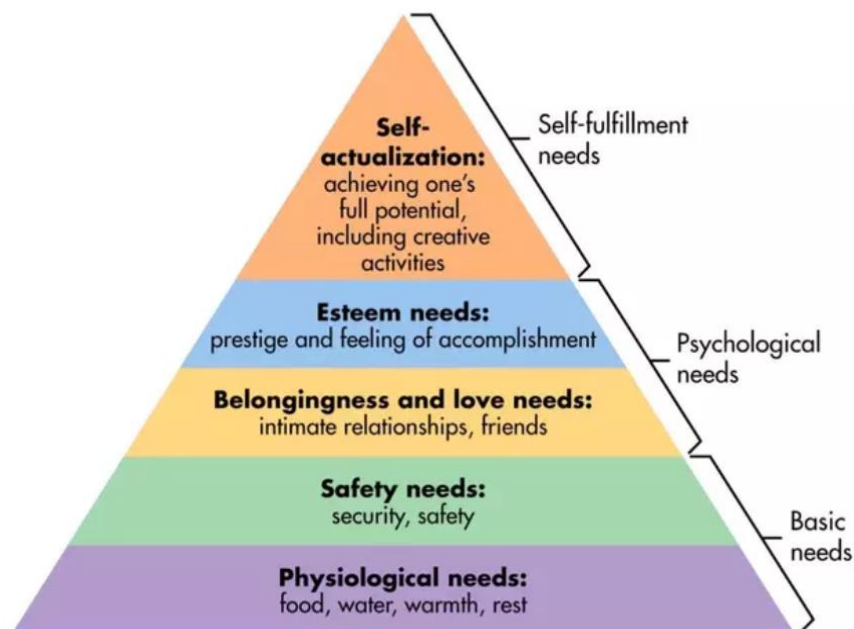 Self-
actualization:
achieving one's
full potential,
including creative
activities
Self-fulfillment
needs
Esteem needs:
prestige and feeling of accomplishment
Psychological
needs
Belongingness and love needs:
intimate relationships, friends
Safety needs:
security, safety
Basic
needs
Physiological needs:
food, water, warmth, rest